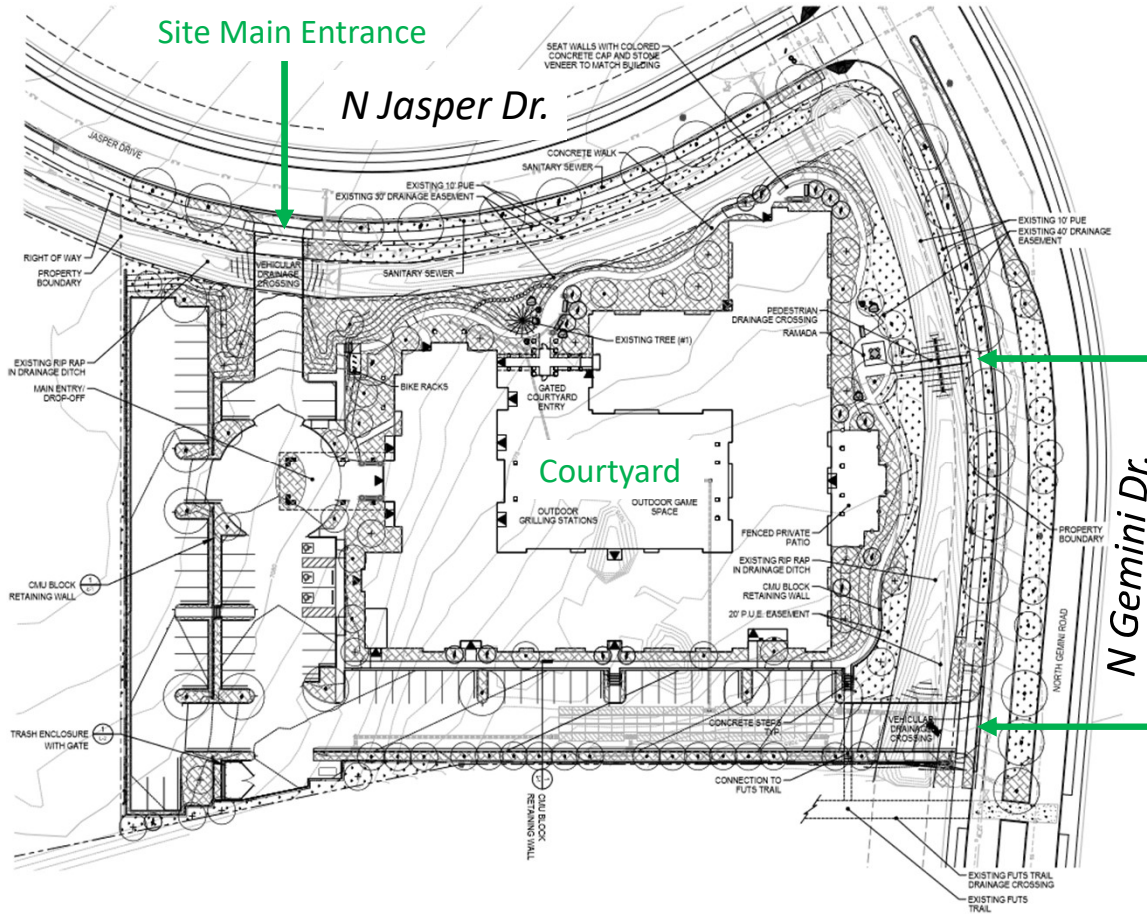 Site Main Entrance
N Jasper Dr.
SEAT WALLS WITH COLORED
CONCRETE CAP AND STONE
VENEER TO MATCH BUILDING
JASPER DRIVE
CONCRETE WALK
SANITARY SEWER
EXISTING 10' PUE
EXISTING 30' DRAINAGE EASEMENT
RIGHT OF WAY
PROPERTY
BOUNDARY
VEHICULAR
DRAINAGE
CROSSING
SANITARY SEWER
EXISTING 10' PUE
EXISTING 40' DRAINAGE
EASEMENT
PEDESTRIAN
DRAINAGE CROSSING
RAMADA
EXISTING TREE (#1)
EXISTING RIP RAP
IN DRAINAGE DITCH
MAIN ENTRY/
DROP-OFF
BIKE RACKS
GATED
COURTYARD
ENTRY
Courtyard
OUTDOOR
GRILLING STATIONS
OUTDOOR GAME
SPACE
FENCED PRIVATE
PATIO
PROPERTY
BOUNDARY
N Gemini Dr.
EXISTING RIP RAP
IN DRAINAGE DITCH
CMU BLOCK
RETAINING WALL
20' P.U.E. EASEMENT
CMU BLOCK
RETAINING WALL
NORTH GEMINI ROAD
TRASH ENCLOSURE
WITH GATE
CONCRETE STEPS
TYP.
VEHICULAR
DRAINAGE
CROSSING
CONNECTION TO
FUTS TRAIL
CMU BLOCK
RETAINING WALL
EXISTING FUTS TRAIL
DRAINAGE CROSSING
EXISTING FUTS
TRAIL